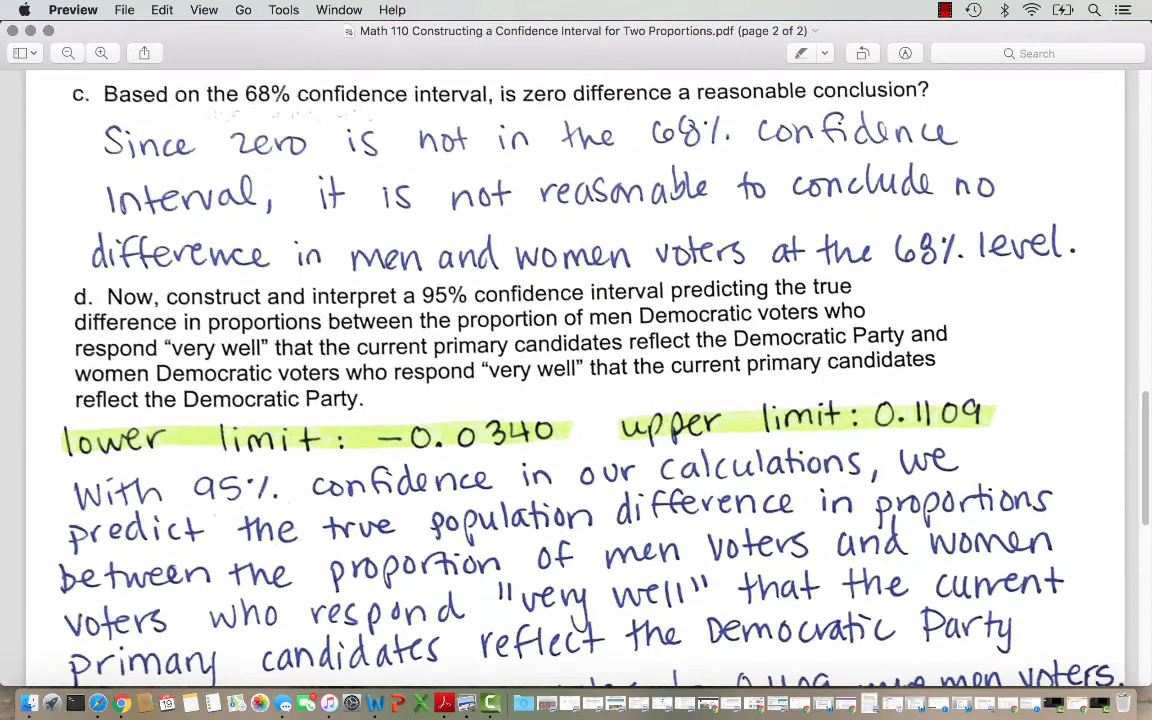 Preview File Edit View Go Tools Window Help
Math 110 Constructing a Confidence Interval for Two Proportions.pdf (page 2 of 2)
Search
c. Based on the 68% confidence interval, is zero difference a reasonable conclusion?
Since zero is not in the 68% confidence
Interval, it is not reasonable to conclude no
difference in men and women voters at the 68% level.
d. Now, construct and interpret a 95% confidence interval predicting the true
difference in proportions between the proportion of men Democratic voters who
respond “very well” that the current primary candidates reflect the Democratic Party and
women Democratic voters who respond “very well” that the current primary candidates
reflect the Democratic Party.
lower limit: -0.0340 upper limit: 0.1109
With 95% confidence in our calculations, we
predict the true population difference in proportions
between the proportion of men voters and women
voters who respond "very well" that the current
primary candidates reflect the Democratic Party
men voters.